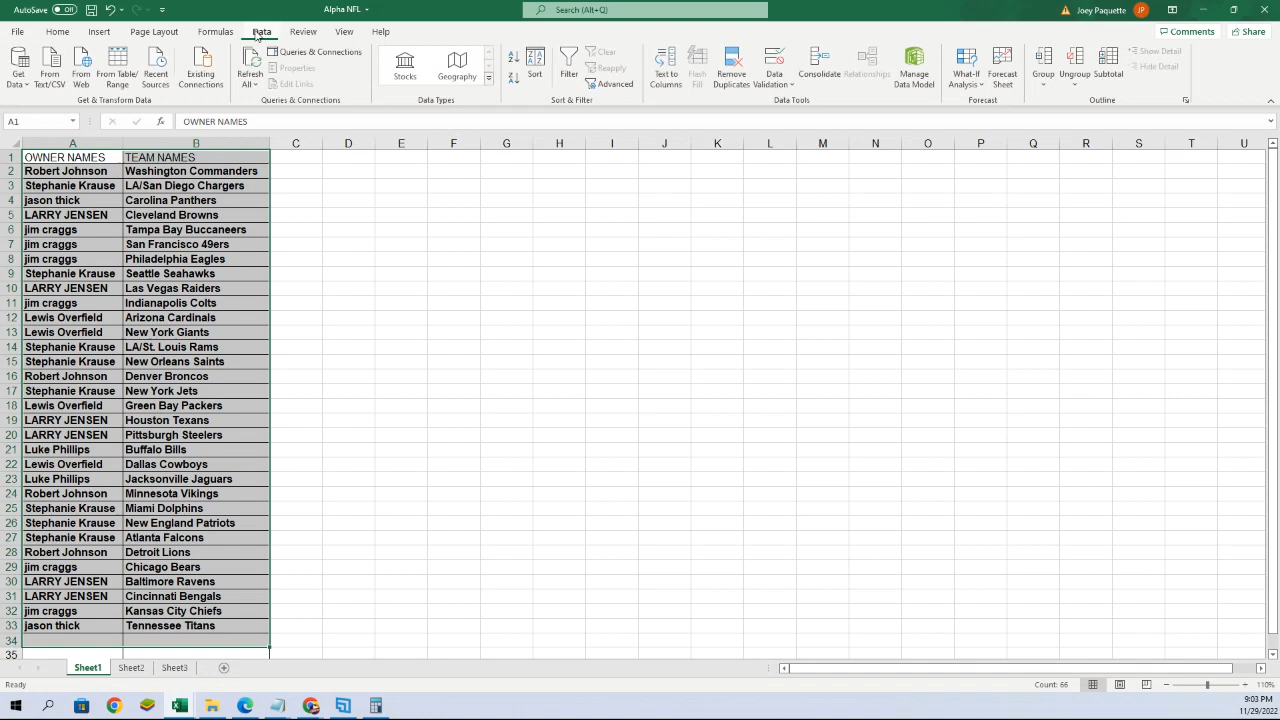 AutoSave Off Alpha NFL Search (Alt+Q) Joey Paquette JP
File Home Insert Page Layout Formulas Data Review View Help Comments Share
Get Data From Text/CSV From Web From Table/Range Recent Sources Existing Connections
Refresh All Queries & Connections Properties Edit Links
Stocks Geography
Sort Filter Clear Reapply Advanced
Text to Columns Flash Fill Remove Duplicates Data Validation Consolidate Relationships Manage Data Model
What-If Analysis Forecast Sheet Group Ungroup Subtotal Show Detail Hide Detail
Get & Transform Data Queries & Connections Data Types Sort & Filter Data Tools Forecast Outline
A1 fx OWNER NAMES
A B C D E F G H I J K L M N O P Q R S T U
1 OWNER NAMES TEAM NAMES
2 Robert Johnson Washington Commanders
3 Stephanie Krause LA/San Diego Chargers
4 jason thick Carolina Panthers
5 LARRY JENSEN Cleveland Browns
6 jim craggs Tampa Bay Buccaneers
7 jim craggs San Francisco 49ers
8 jim craggs Philadelphia Eagles
9 Stephanie Krause Seattle Seahawks
10 LARRY JENSEN Las Vegas Raiders
11 jim craggs Indianapolis Colts
12 Lewis Overfield Arizona Cardinals
13 Lewis Overfield New York Giants
14 Stephanie Krause LA/St. Louis Rams
15 Stephanie Krause New Orleans Saints
16 Robert Johnson Denver Broncos
17 Stephanie Krause New York Jets
18 Lewis Overfield Green Bay Packers
19 LARRY JENSEN Houston Texans
20 LARRY JENSEN Pittsburgh Steelers
21 Luke Phillips Buffalo Bills
22 Lewis Overfield Dallas Cowboys
23 Luke Phillips Jacksonville Jaguars
24 Robert Johnson Minnesota Vikings
25 Stephanie Krause Miami Dolphins
26 Stephanie Krause New England Patriots
27 Stephanie Krause Atlanta Falcons
28 Robert Johnson Detroit Lions
29 jim craggs Chicago Bears
30 LARRY JENSEN Baltimore Ravens
31 LARRY JENSEN Cincinnati Bengals
32 jim craggs Kansas City Chiefs
33 jason thick Tennessee Titans
34
35
Sheet1 Sheet2 Sheet3
Ready Count: 66 110%
9:03 PM
11/29/2022